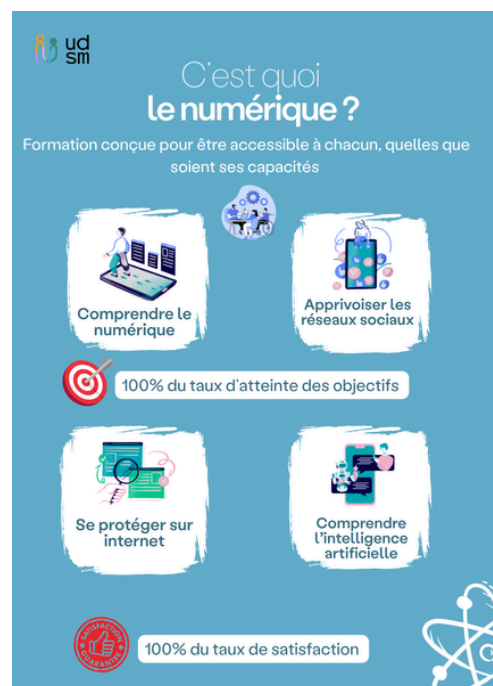 ud
sm
C'est quoi
le numérique ?
Formation conçue pour être accessible à chacun, quelles que
soient ses capacités
Comprendre le
numérique
Apprivoiser les
réseaux sociaux
100% du taux d'atteinte des objectifs
Se protéger sur
internet
Comprendre
l'intelligence
artificielle
SATISFACTION
GUARANTEE
100% du taux de satisfaction